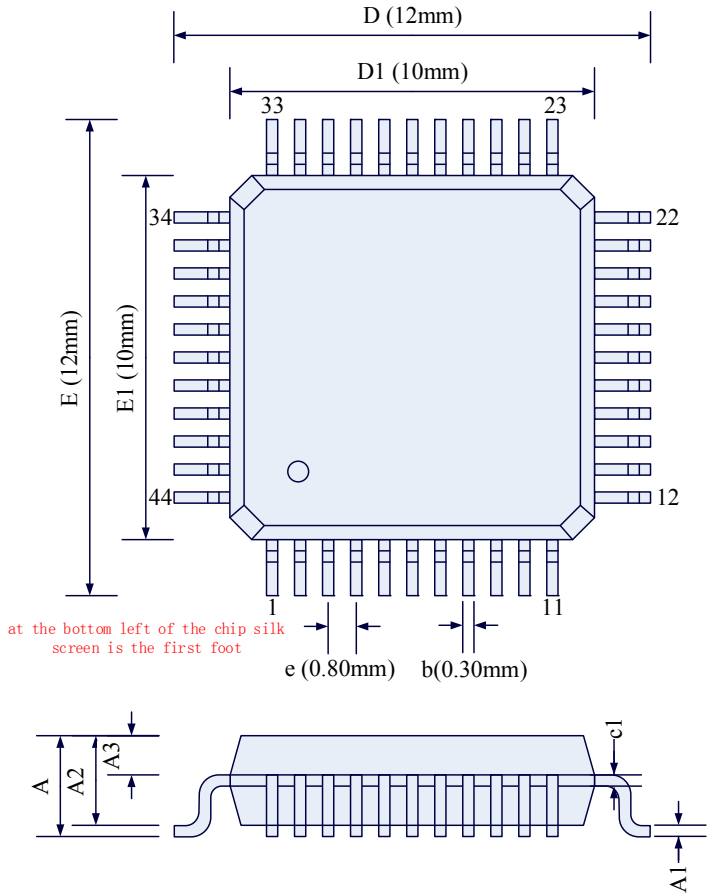 D (12mm)
D1 (10mm)
33
23
34
22
E (12mm)
E1 (10mm)
44
12
1
11
at the bottom left of the chip silk
screen is the first foot
e (0.80mm)
b(0.30mm)
A
A2
A3
c1
A1